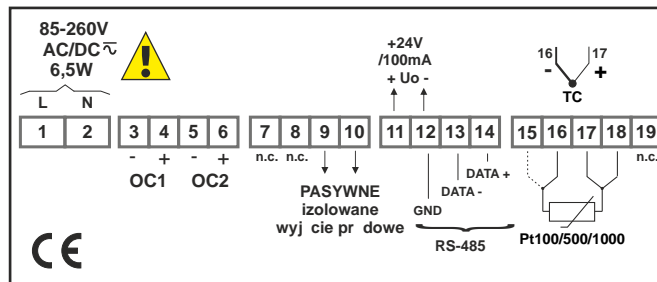 85-260V
AC/DC
6,5W
L N
+24V
/100mA
+ Uo -
16 17
- +
TC
1 2 3 4 5 6 7 8 9 10 11 12 13 14 15 16 17 18 19
- + - +
OC1 OC2
n.c. n.c.
n.c.
PASYWNE
izolowane
wyj cie pr dowe
DATA +
DATA -
GND
RS-485
Pt100/500/1000
CE